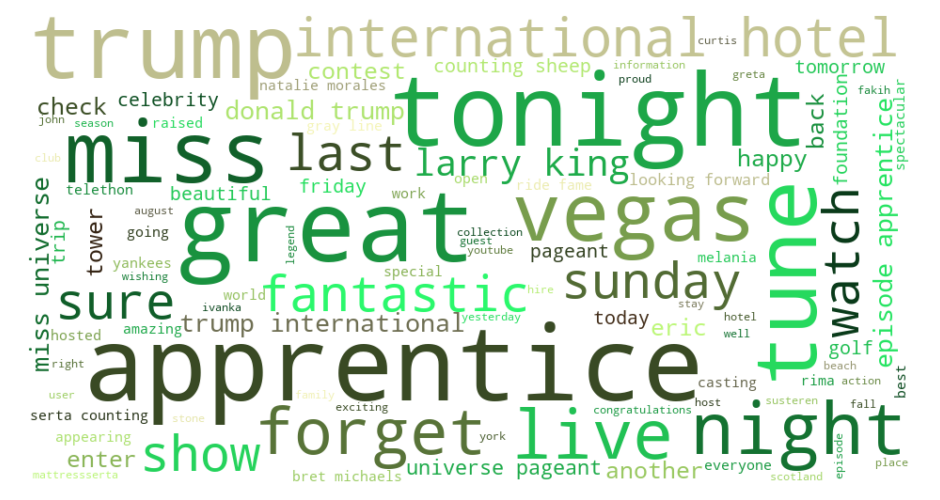 trump international hotel
curtis
contest counting sheep information tomorrow
natalie morales proud greta
check celebrity donald trump tonight back foundation fakih spectacular
john season raised gray line
miss last larry king happy
club open
telethon beautiful friday work ride fame looking forward
miss universe trip tower august going great vegas tune watch episode apprentice
legend collection guest youtube pageant
yankees wishing special melania
world sunday
sure fantastic hire stay
ivanka yesterday hotel
hosted amazing trump international today eric well
right apprentice golf
beach
user casting rima action best
family exciting host
serta counting stone forget congratulations live susteren night fall
appearing york
enter show universe pageant another everyone episode place
mattressserta bret michaels scotland